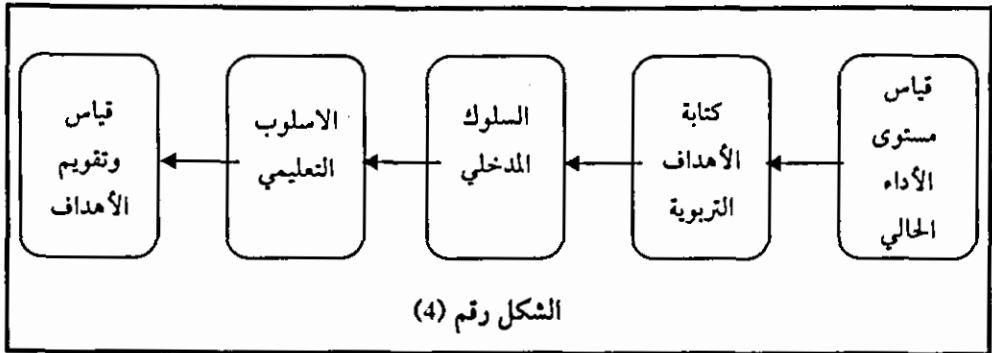 قياس
مستوى
الأداء
الحالي
كتابة
الأهداف
التربوية
السلوك
المدخلي
الاسلوب
التعليمي
قياس
وتقويم
الأهداف
الشكل رقم (4)